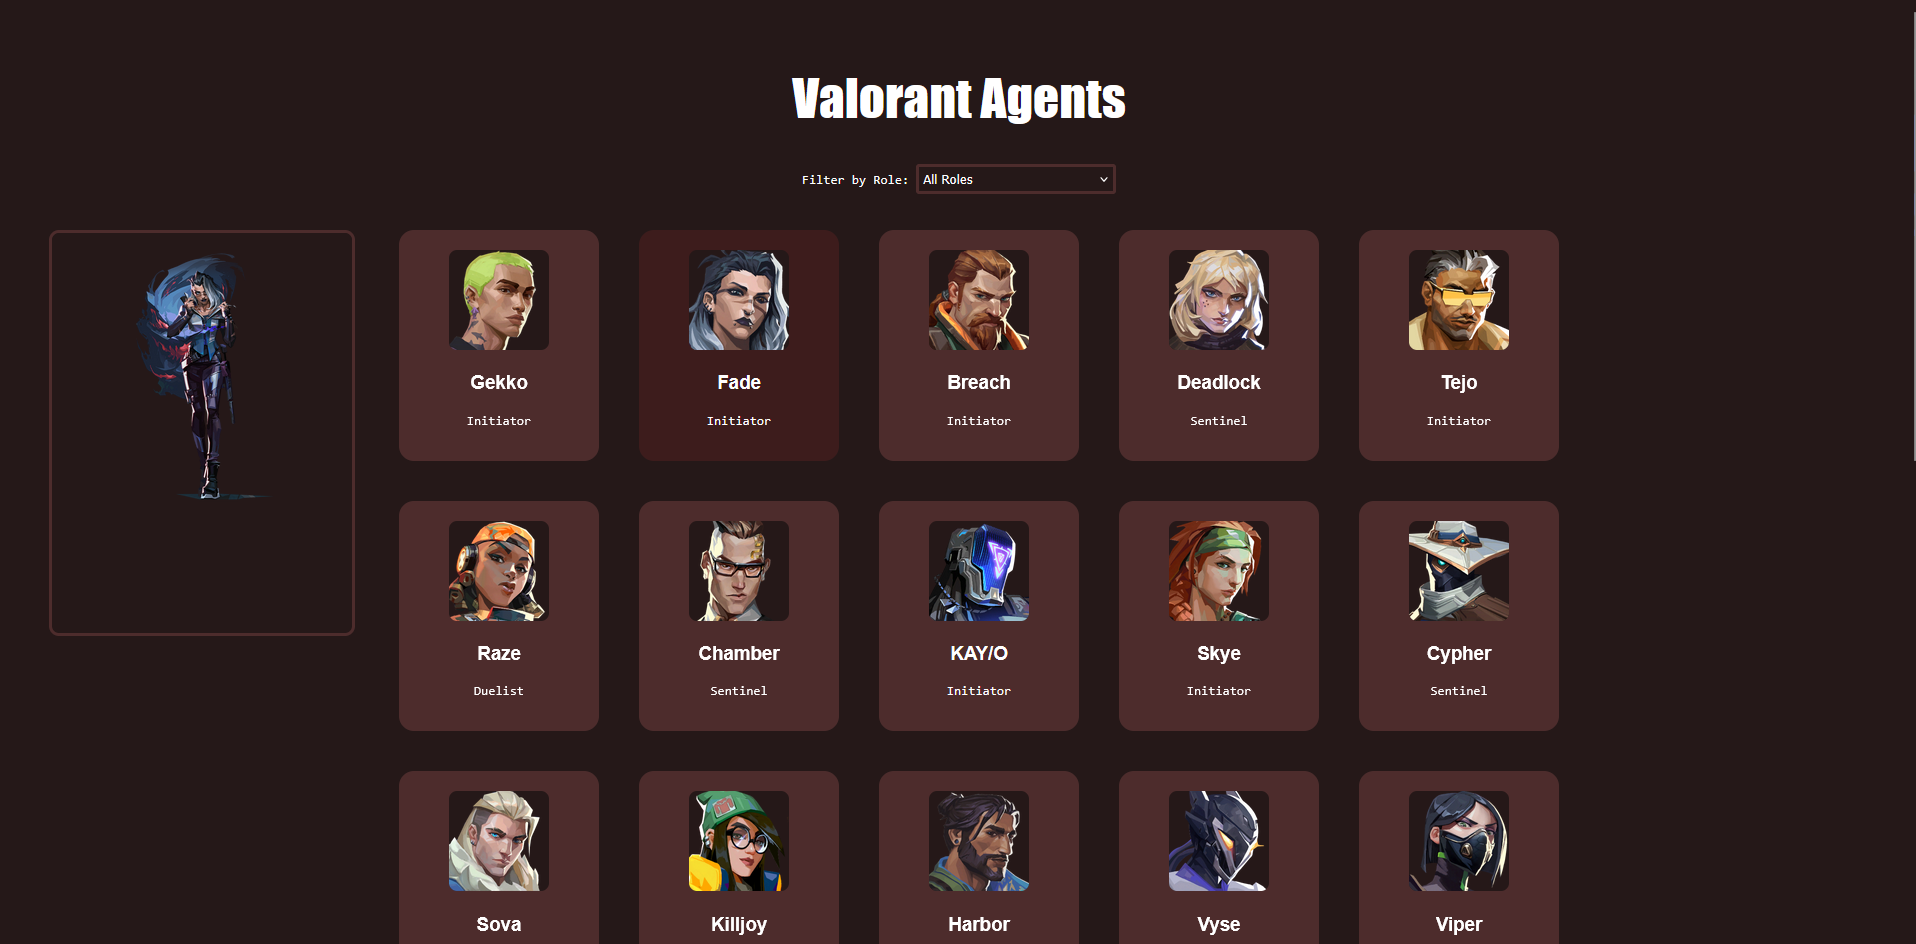 Valorant Agents
Filter by Role: All Roles
Gekko
Initiator
Fade
Initiator
Breach
Initiator
Deadlock
Sentinel
Tejo
Initiator
Raze
Duelist
Chamber
Sentinel
KAY/O
Initiator
Skye
Initiator
Cypher
Sentinel
Sova
Killjoy
Harbor
Vyse
Viper